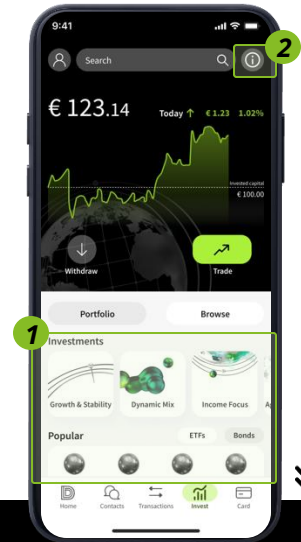 9:41
2
Search
€ 123.14
Today ↑ € 1.23 1.02%
Invested capital
€ 100.00
Withdraw
Trade
Portfolio
Browse
1
Investments
Growth & Stability
Dynamic Mix
Income Focus
Popular
ETFs
Bonds
Home
Contacts
Transactions
Invest
Card